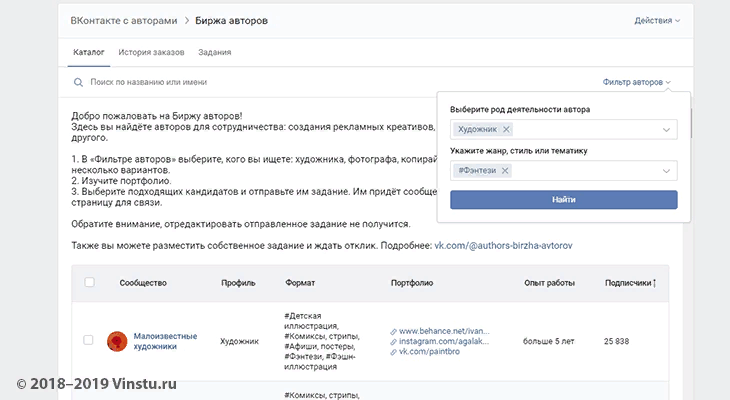 ВКонтакте с авторами > Биржа авторов
Действия
Каталог История заказов Задания
Поиск по названию или имени
Фильтр авторов
Добро пожаловать на Биржу авторов!
Здесь вы найдёте авторов для сотрудничества: создания рекламных креативов,
другого.
1. В «Фильтре авторов» выберите, кого вы ищете: художника, фотографа,
несколько вариантов.
2. Изучите портфолио.
3. Выберите подходящих кандидатов и отправьте им задание. Им придёт
страницу для связи.
Обратите внимание, отредактировать отправленное задание не получится.
Также вы можете разместить собственное задание и ждать отклик. Подробнее: vk.com/@authors-birzha-avtorov
Выберите род деятельности автора
Художник
Укажите жанр, стиль или тематику
#Фэнтези
Найти
Сообщество Профиль Формат Портфолио Опыт работы Подписчики
Малоизвестные
художники
Художник
#Детская
иллюстрация,
#Комиксы, стрипы,
#Афиши, постеры,
#Фэнтези, #Фэшн-
иллюстрация
www.behance.net/ivan...
instagram.com/agalak...
vk.com/paintbro
больше 5 лет
25 838
#Комиксы, стрипы,
© 2018–2019 Vinstu.ru